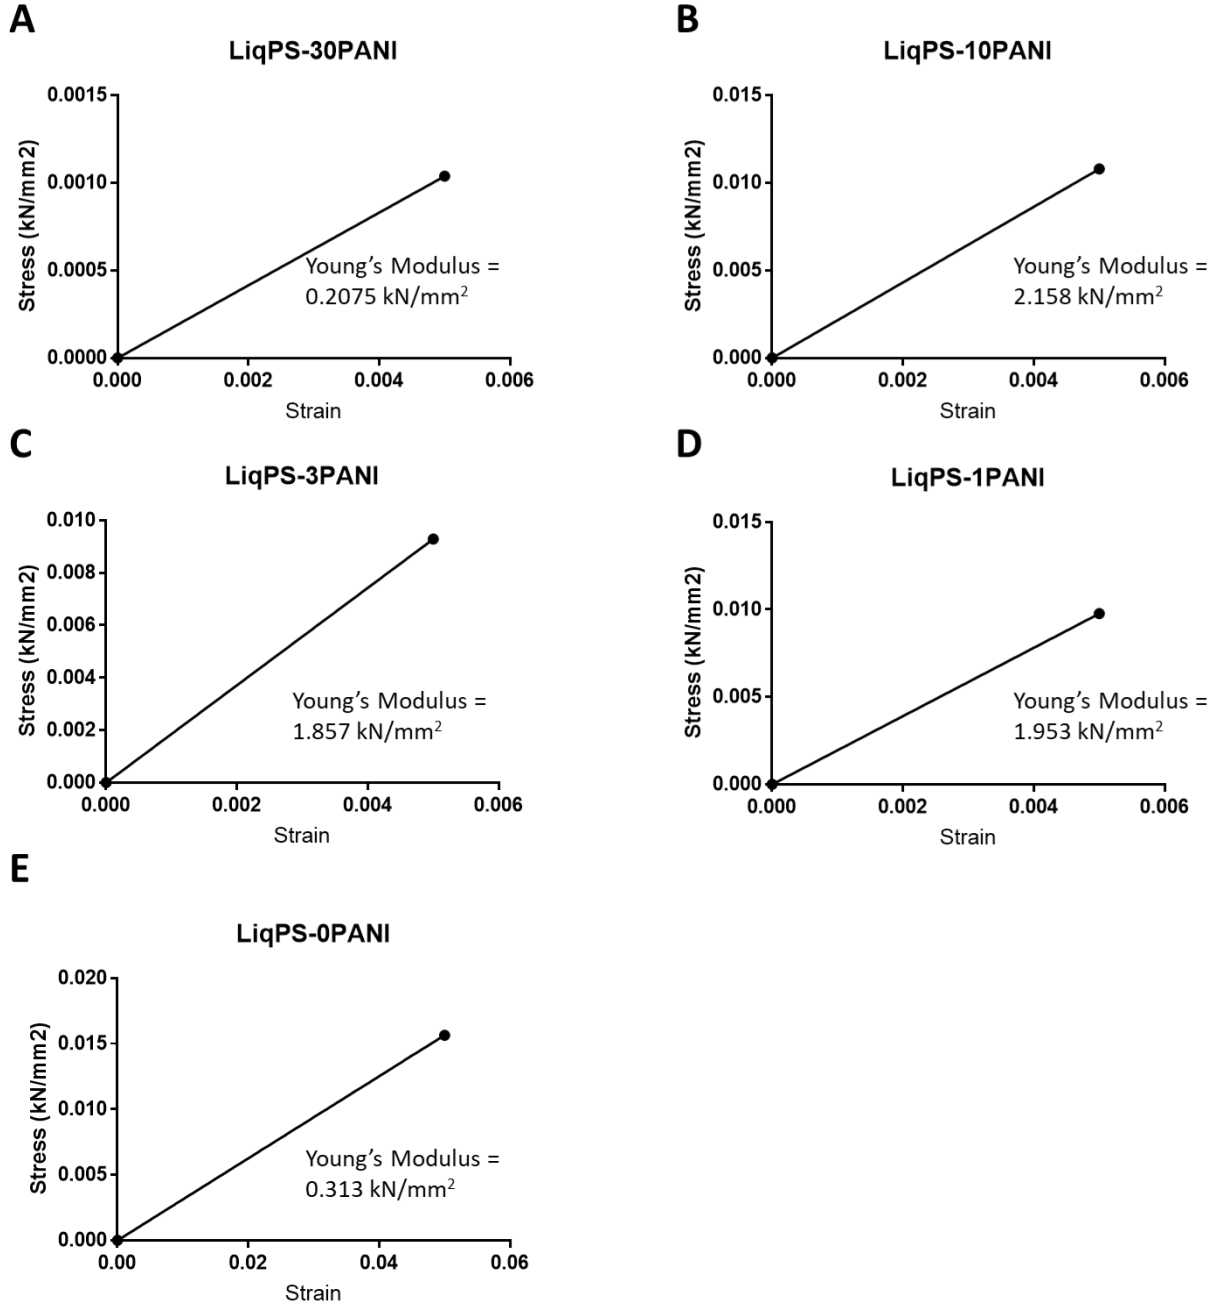 A
LiqPS-30PANI
Stress (kN/mm2)
0.0015
0.0010
0.0005
0.0000
Young’s Modulus =
0.2075 kN/mm²
0.000 0.002 0.004 0.006
Strain
B
LiqPS-10PANI
Stress (kN/mm2)
0.015
0.010
0.005
0.000
Young’s Modulus =
2.158 kN/mm²
0.000 0.002 0.004 0.006
Strain
C
LiqPS-3PANI
Stress (kN/mm2)
0.010
0.008
0.006
0.004
0.002
0.000
Young’s Modulus =
1.857 kN/mm²
0.000 0.002 0.004 0.006
Strain
D
LiqPS-1PANI
Stress (kN/mm2)
0.015
0.010
0.005
0.000
Young’s Modulus =
1.953 kN/mm²
0.000 0.002 0.004 0.006
Strain
E
LiqPS-0PANI
Stress (kN/mm2)
0.020
0.015
0.010
0.005
0.000
Young’s Modulus =
0.313 kN/mm²
0.00 0.02 0.04 0.06
Strain